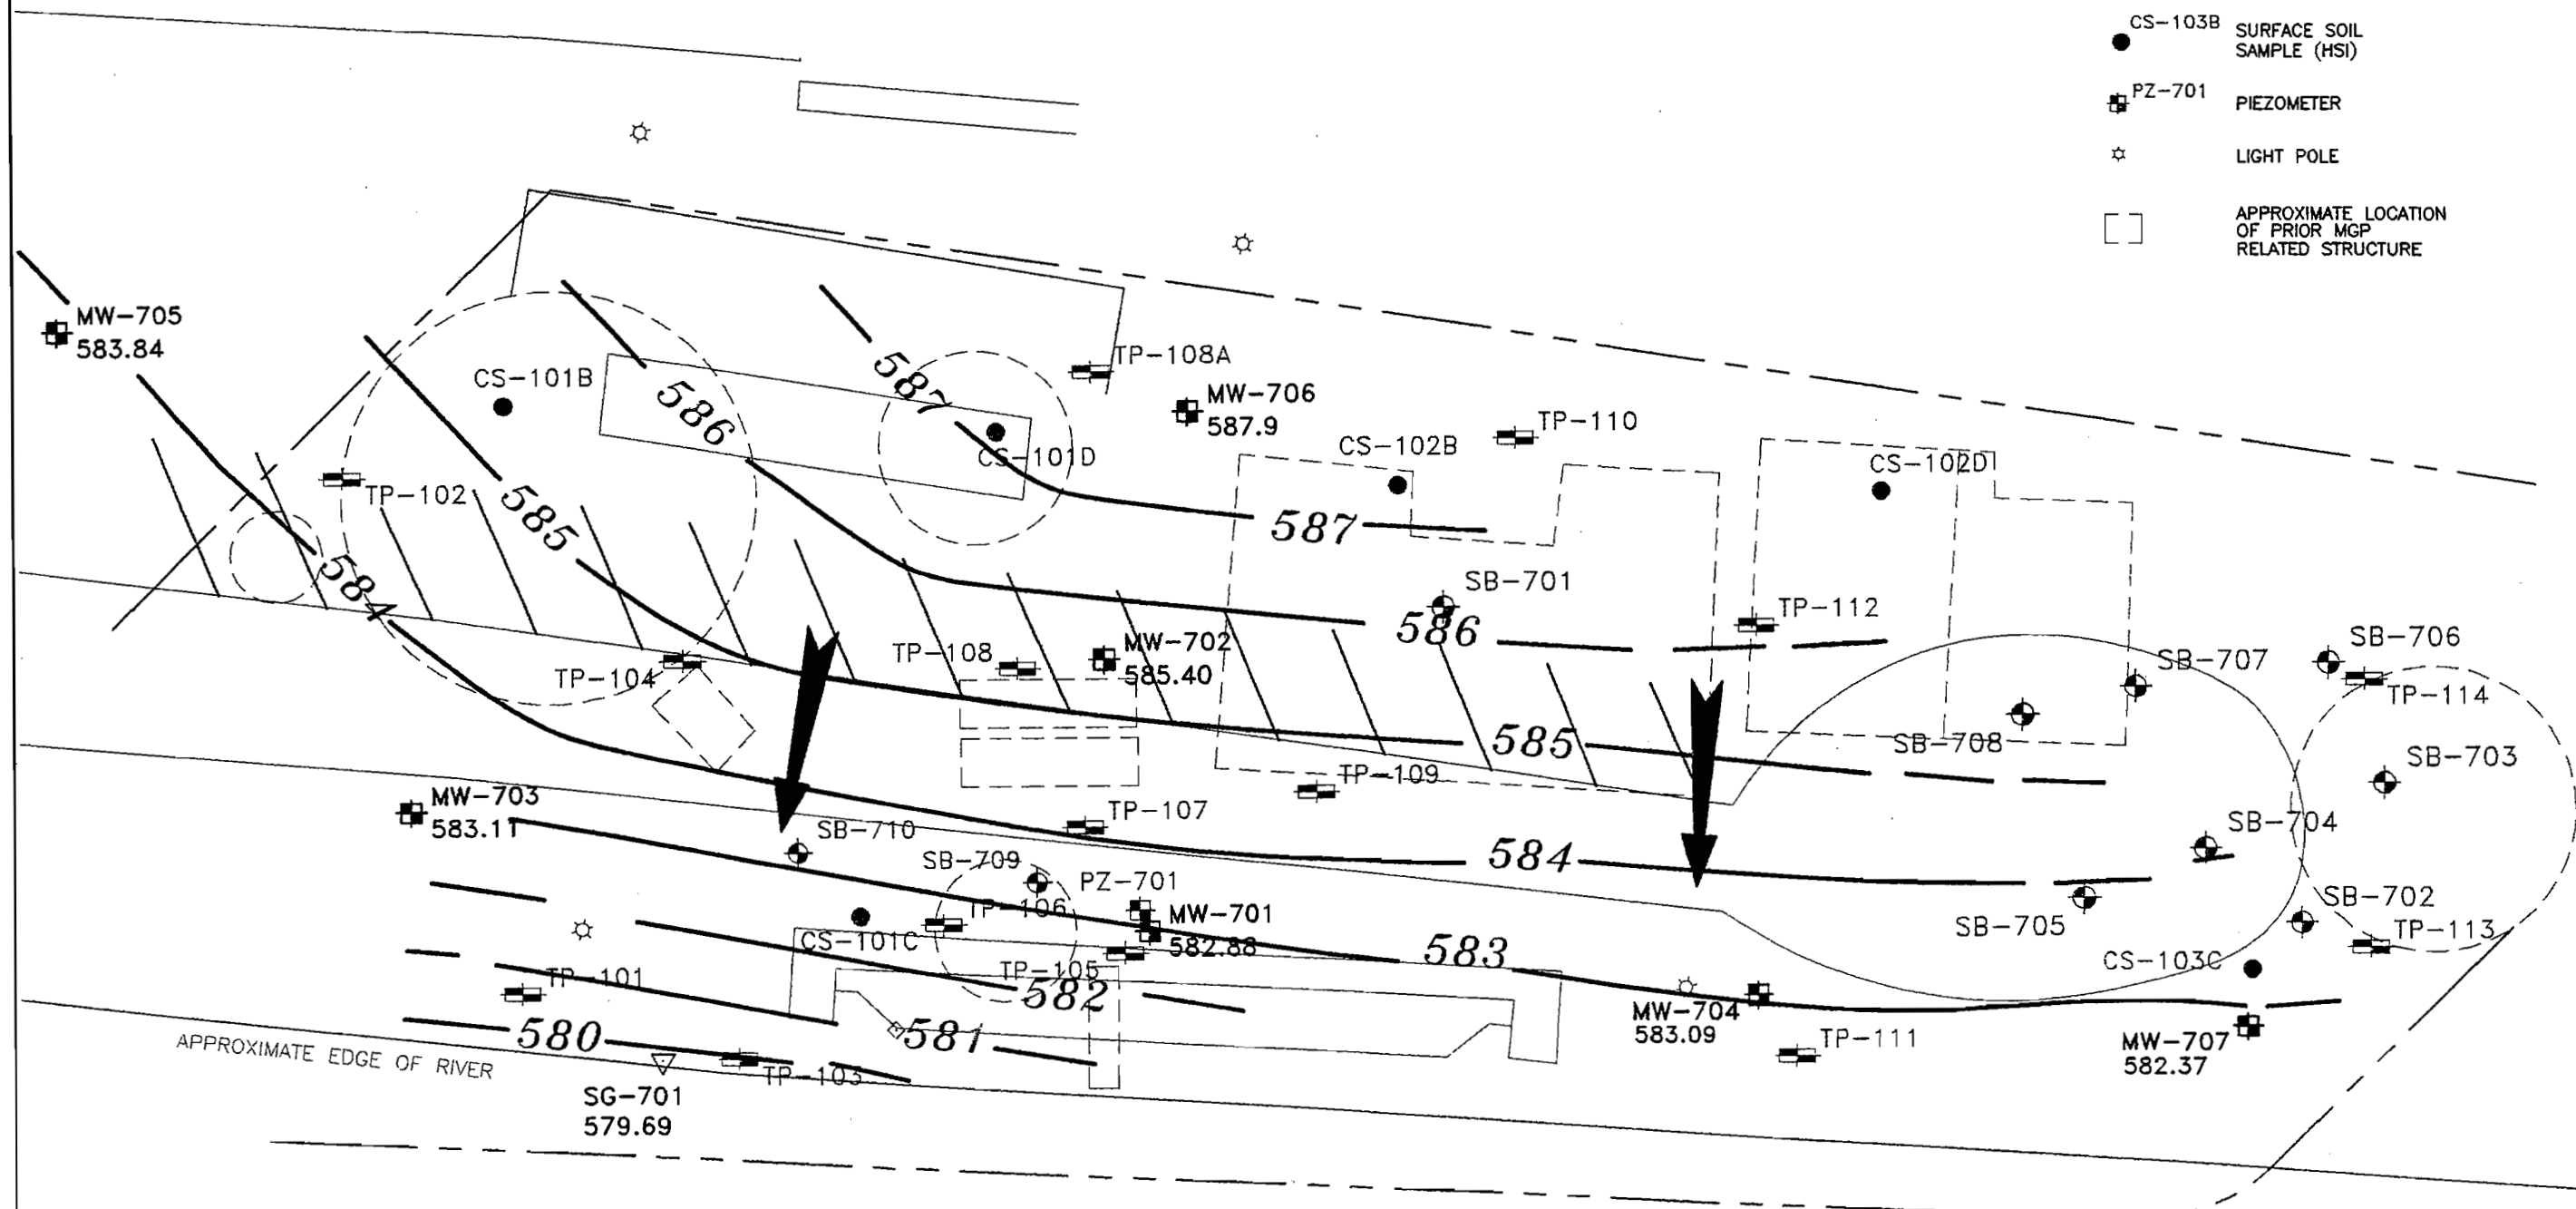 CS-103B
SURFACE SOIL
SAMPLE (HSI)
PZ-701
PIEZOMETER
LIGHT POLE
APPROXIMATE LOCATION
OF PRIOR MGP
RELATED STRUCTURE
MW-705
583.84
CS-101B
586
587
TP-108A
MW-706
587.9
CS-101D
CS-102B
TP-110
CS-102D
TP-102
585
587
584
SB-701
586
TP-112
TP-104
TP-108
MW-702
585.40
SB-706
SB-707
TP-114
SB-708
585
SB-703
TP-109
MW-703
583.11
SB-710
TP-107
584
SB-704
SB-709
PZ-701
TP-106
MW-701
582.88
CS-101C
583
SB-705
SB-702
TP-113
CS-103C
TP-101
TP-105
582
MW-704
583.09
TP-111
MW-707
582.37
580
581
APPROXIMATE EDGE OF RIVER
TP-103
SG-701
579.69